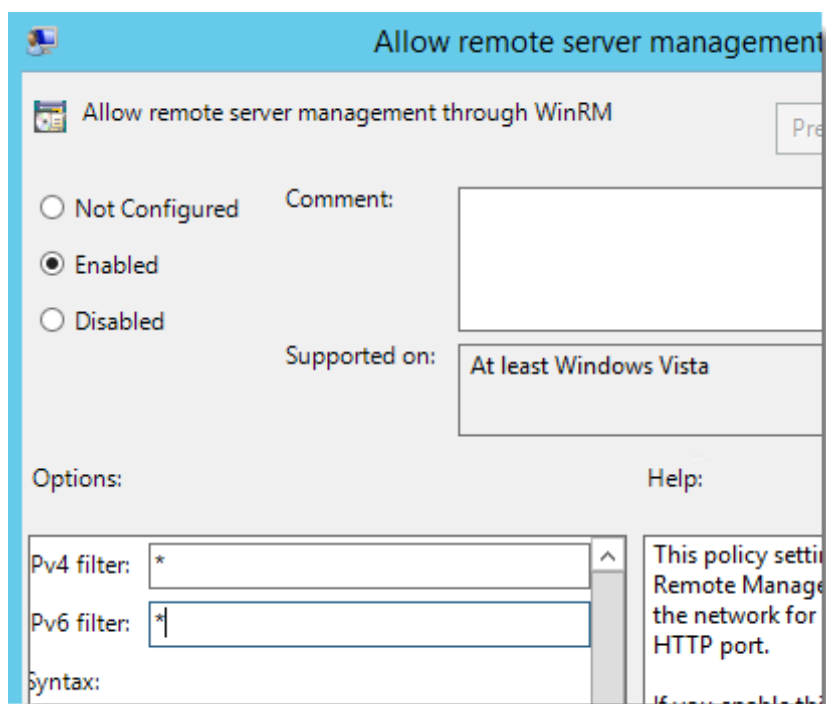 Allow remote server management
Allow remote server management through WinRM
Pre
Not Configured
Comment:
Enabled
Disabled
Supported on:
At least Windows Vista
Options:
Help:
Pv4 filter:
*
Pv6 filter:
*
Syntax:
This policy setti
Remote Manage
the network for
HTTP port.
If you enable thi